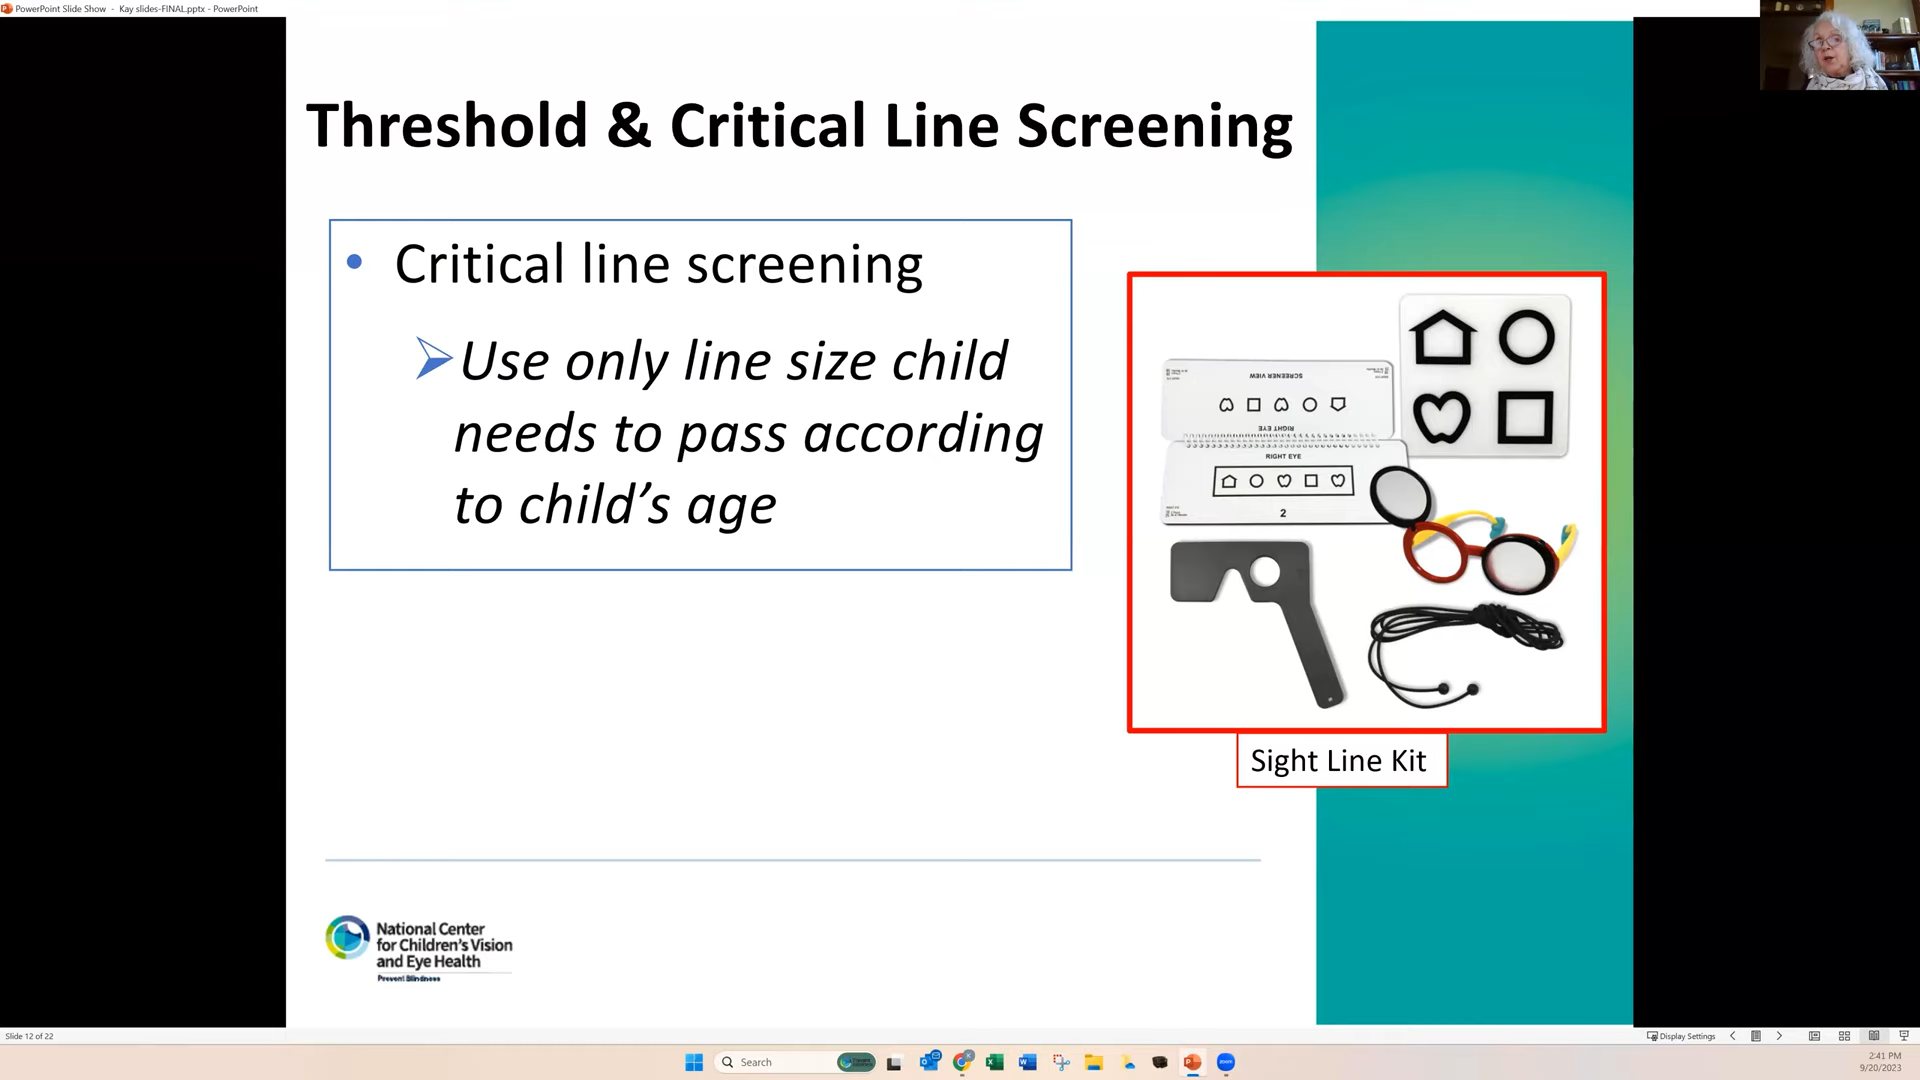 PowerPoint Slide Show - Kay slides-FINAL.pptx - PowerPoint
Threshold & Critical Line Screening
• Critical line screening
Use only line size child
needs to pass according
to child's age
SCREENER VIEW
RIGHT EYE
RIGHT EYE
2
Sight Line Kit
National Center
for Children's Vision
and Eye Health
Prevent Blindness
Slide 12 of 22
Display Settings
Search
zoom
2:41 PM
9/20/2023